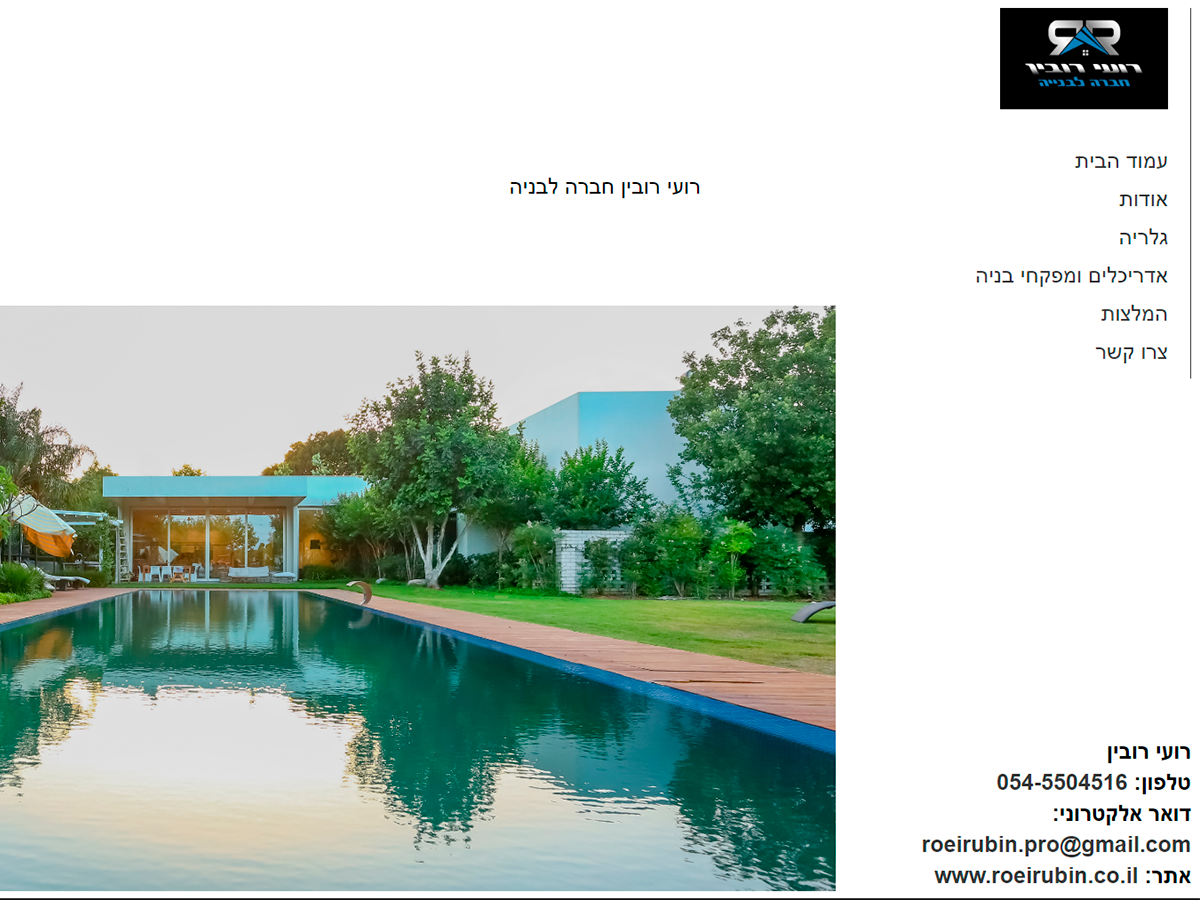 רועי רובין
חברה לבנייה
עמוד הבית
אודות
גלריה
אדריכלים ומפקחי בניה
המלצות
צרו קשר
רועי רובין חברה לבניה
רועי רובין
טלפון: 054-5504516
דואר אלקטרוני:
roeirubin.pro@gmail.com
אתר: www.roeirubin.co.il